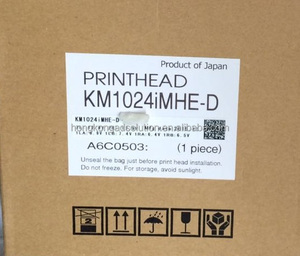 Product of Japan
PRINTHEAD
KM1024iMHE-D
KM1024iMHE-D
A6C0503: (1 piece)
Unseal the bag just before print head installation.
Do not freeze. For storage, avoid sunlight.